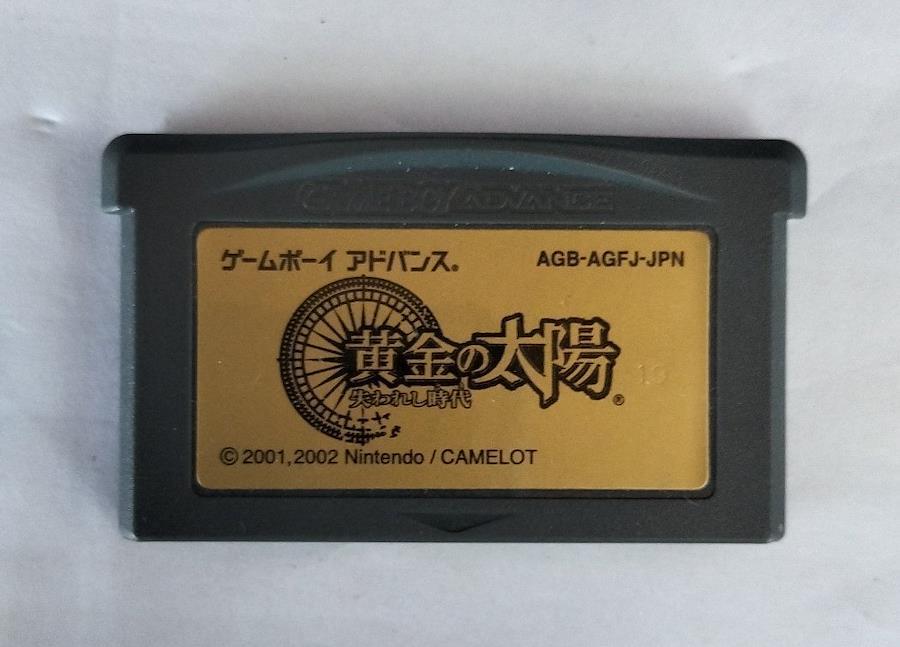 GAME BOY ADVANCE
ゲームボーイ アドバンス® AGB-AGFJ-JPN
黄金の太陽®
失われし時代
19
© 2001,2002 Nintendo / CAMELOT